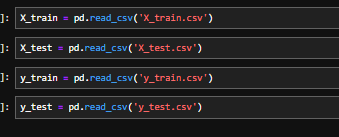 ]: X_train = pd.read_csv('X_train.csv')
]: X_test = pd.read_csv('X_test.csv')
]: y_train = pd.read_csv('y_train.csv')
]: y_test = pd.read_csv('y_test.csv')